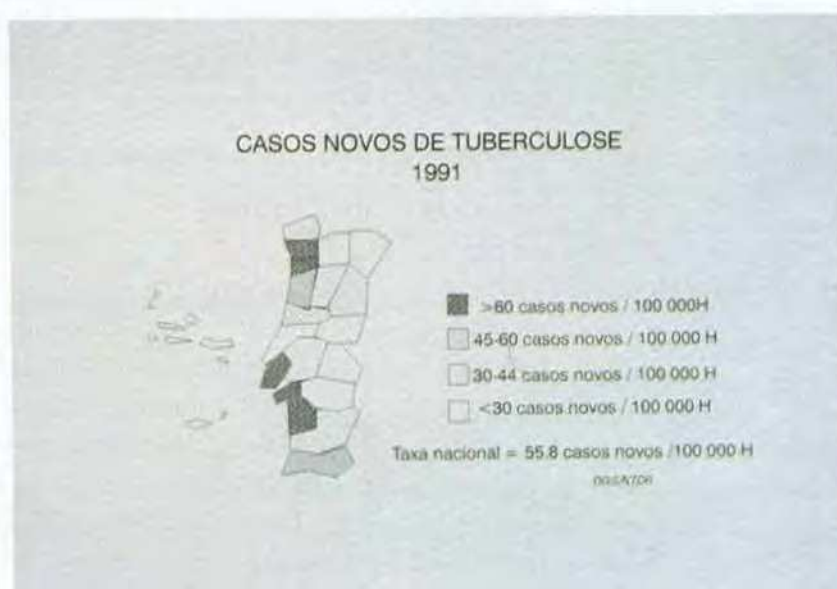 CASOS NOVOS DE TUBERCULOSE
1991
>60 casos novos / 100 000H
45-60 casos novos / 100 000 H
30-44 casos novos / 100 000 H
<30 casos novos / 100 000 H
Taxa nacional = 55.8 casos novos /100 000 H